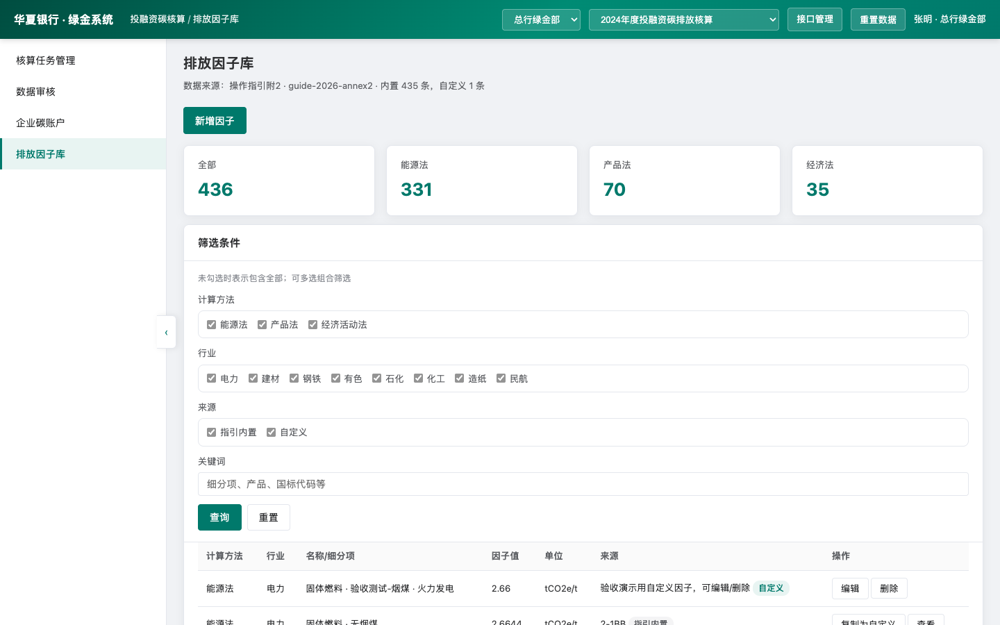 华夏银行 · 绿金系统
投融资碳核算 / 排放因子库
总行绿金部
2024年度投融资碳排放核算
接口管理
重置数据
张明 · 总行绿金部
核算任务管理
数据审核
企业碳账户
排放因子库
排放因子库
数据来源：操作指引附2 · guide-2026-annex2 · 内置 435 条，自定义 1 条
新增因子
全部
436
能源法
331
产品法
70
经济法
35
筛选条件
未勾选时表示包含全部；可多选组合筛选
计算方法
能源法 产品法 经济活动法
行业
电力 建材 钢铁 有色 石化 化工 造纸 民航
来源
指引内置 自定义
关键词
细分项、产品、国标代码等
查询 重置
计算方法 行业 名称/细分项 因子值 单位 来源 操作
能源法 电力 固体燃料 · 验收测试-烟煤 · 火力发电 2.66 tCO2e/t 验收演示用自定义因子，可编辑/删除 自定义 编辑 删除
能源法 电力 固体燃料 · 无烟煤 2.6644 tCO2e/t 2-1BB 指引内置 复制为自定义 查看